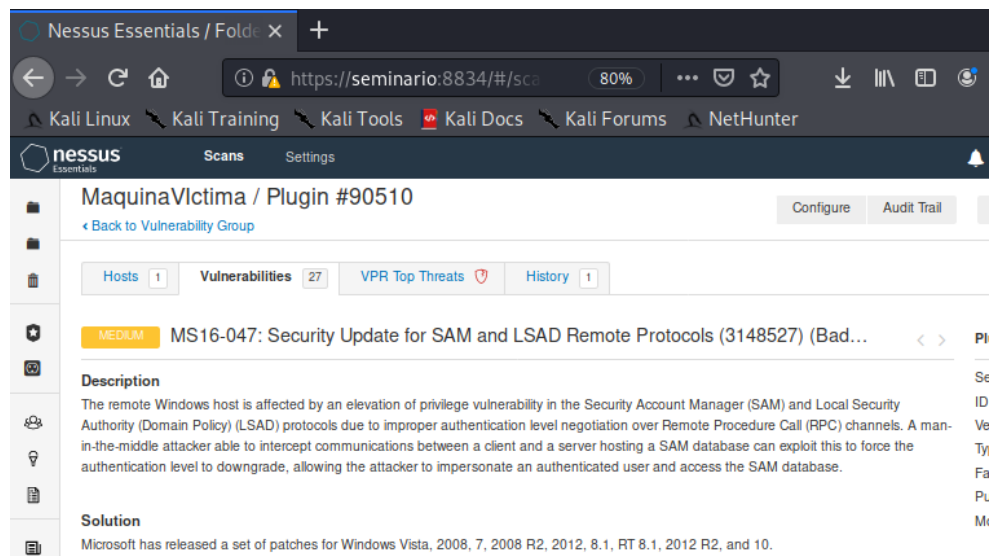 Nessus Essentials / Folde
https://seminario:8834/#/sca 80%
Kali Linux Kali Training Kali Tools Kali Docs Kali Forums NetHunter
nessus Essentials Scans Settings
MaquinaVIctima / Plugin #90510
Back to Vulnerability Group
Configure Audit Trail
Hosts 1 Vulnerabilities 27 VPR Top Threats History 1
MEDIUM MS16-047: Security Update for SAM and LSAD Remote Protocols (3148527) (Bad... Pl
Description Se
The remote Windows host is affected by an elevation of privilege vulnerability in the Security Account Manager (SAM) and Local Security ID
Authority (Domain Policy) (LSAD) protocols due to improper authentication level negotiation over Remote Procedure Call (RPC) channels. A man- Ve
in-the-middle attacker able to intercept communications between a client and a server hosting a SAM database can exploit this to force the Ty
authentication level to downgrade, allowing the attacker to impersonate an authenticated user and access the SAM database. Fa
Pu
Solution Mo
Microsoft has released a set of patches for Windows Vista, 2008, 7, 2008 R2, 2012, 8.1, RT 8.1, 2012 R2, and 10.